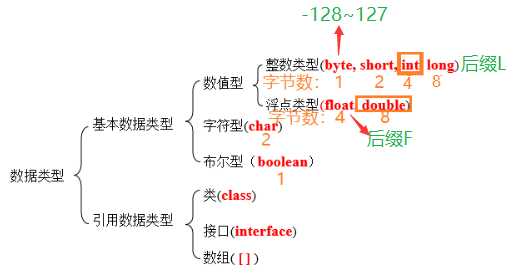 -128~127
整数类型(byte, short, int, long)后缀L
字节数: 1 2 4 8
数值型
浮点类型(float, double)
字节数: 4 8
后缀F
基本数据类型
字符型(char)
2
布尔型（boolean）
1
数据类型
类(class)
引用数据类型
接口(interface)
数组([ ])